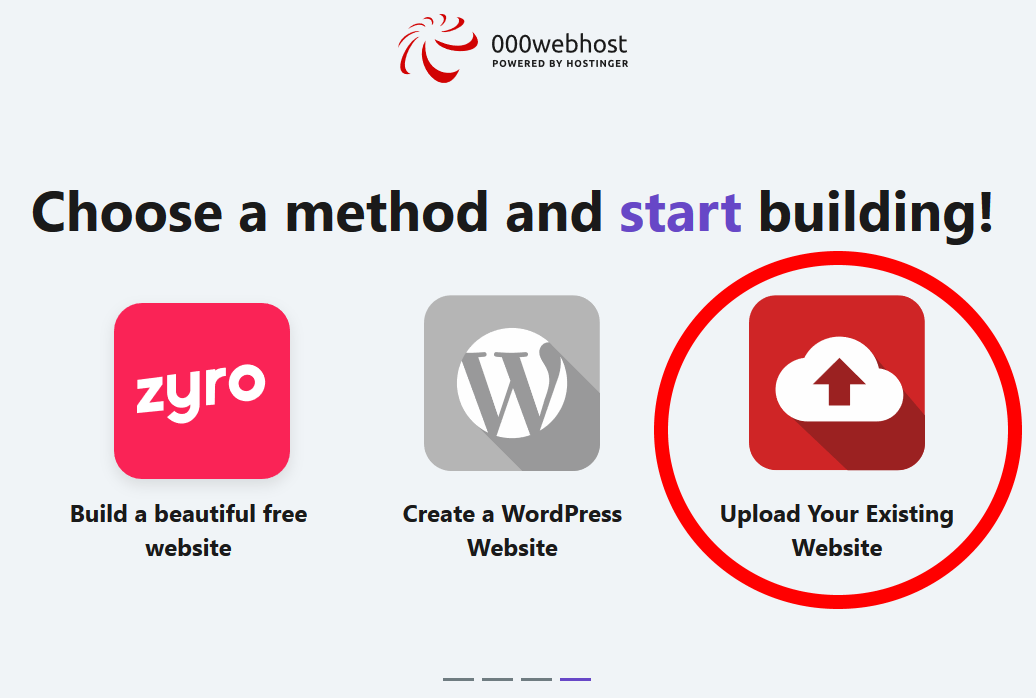 000webhost
POWERED BY HOSTINGER
Choose a method and start building!
zyro
Build a beautiful free
website
Create a WordPress
Website
Upload Your Existing
Website